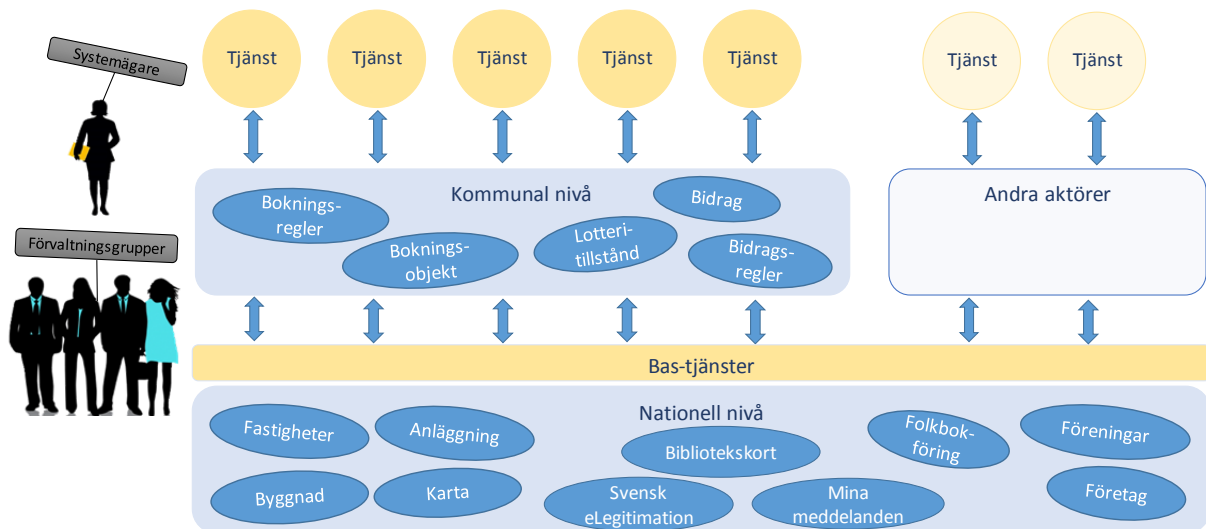 Systemägare
Tjänst
Tjänst
Tjänst
Tjänst
Tjänst
Tjänst
Tjänst
Förvaltningsgrupper
Kommunal nivå
Boknings-
regler
Boknings-
objekt
Lotteri-
tillstånd
Bidrag
Bidrags-
regler
Andra aktörer
Bas-tjänster
Nationell nivå
Fastigheter
Anläggning
Bibliotekskort
Folkbok-
föring
Föreningar
Byggnad
Karta
Svensk
eLegitimation
Mina
meddelanden
Företag